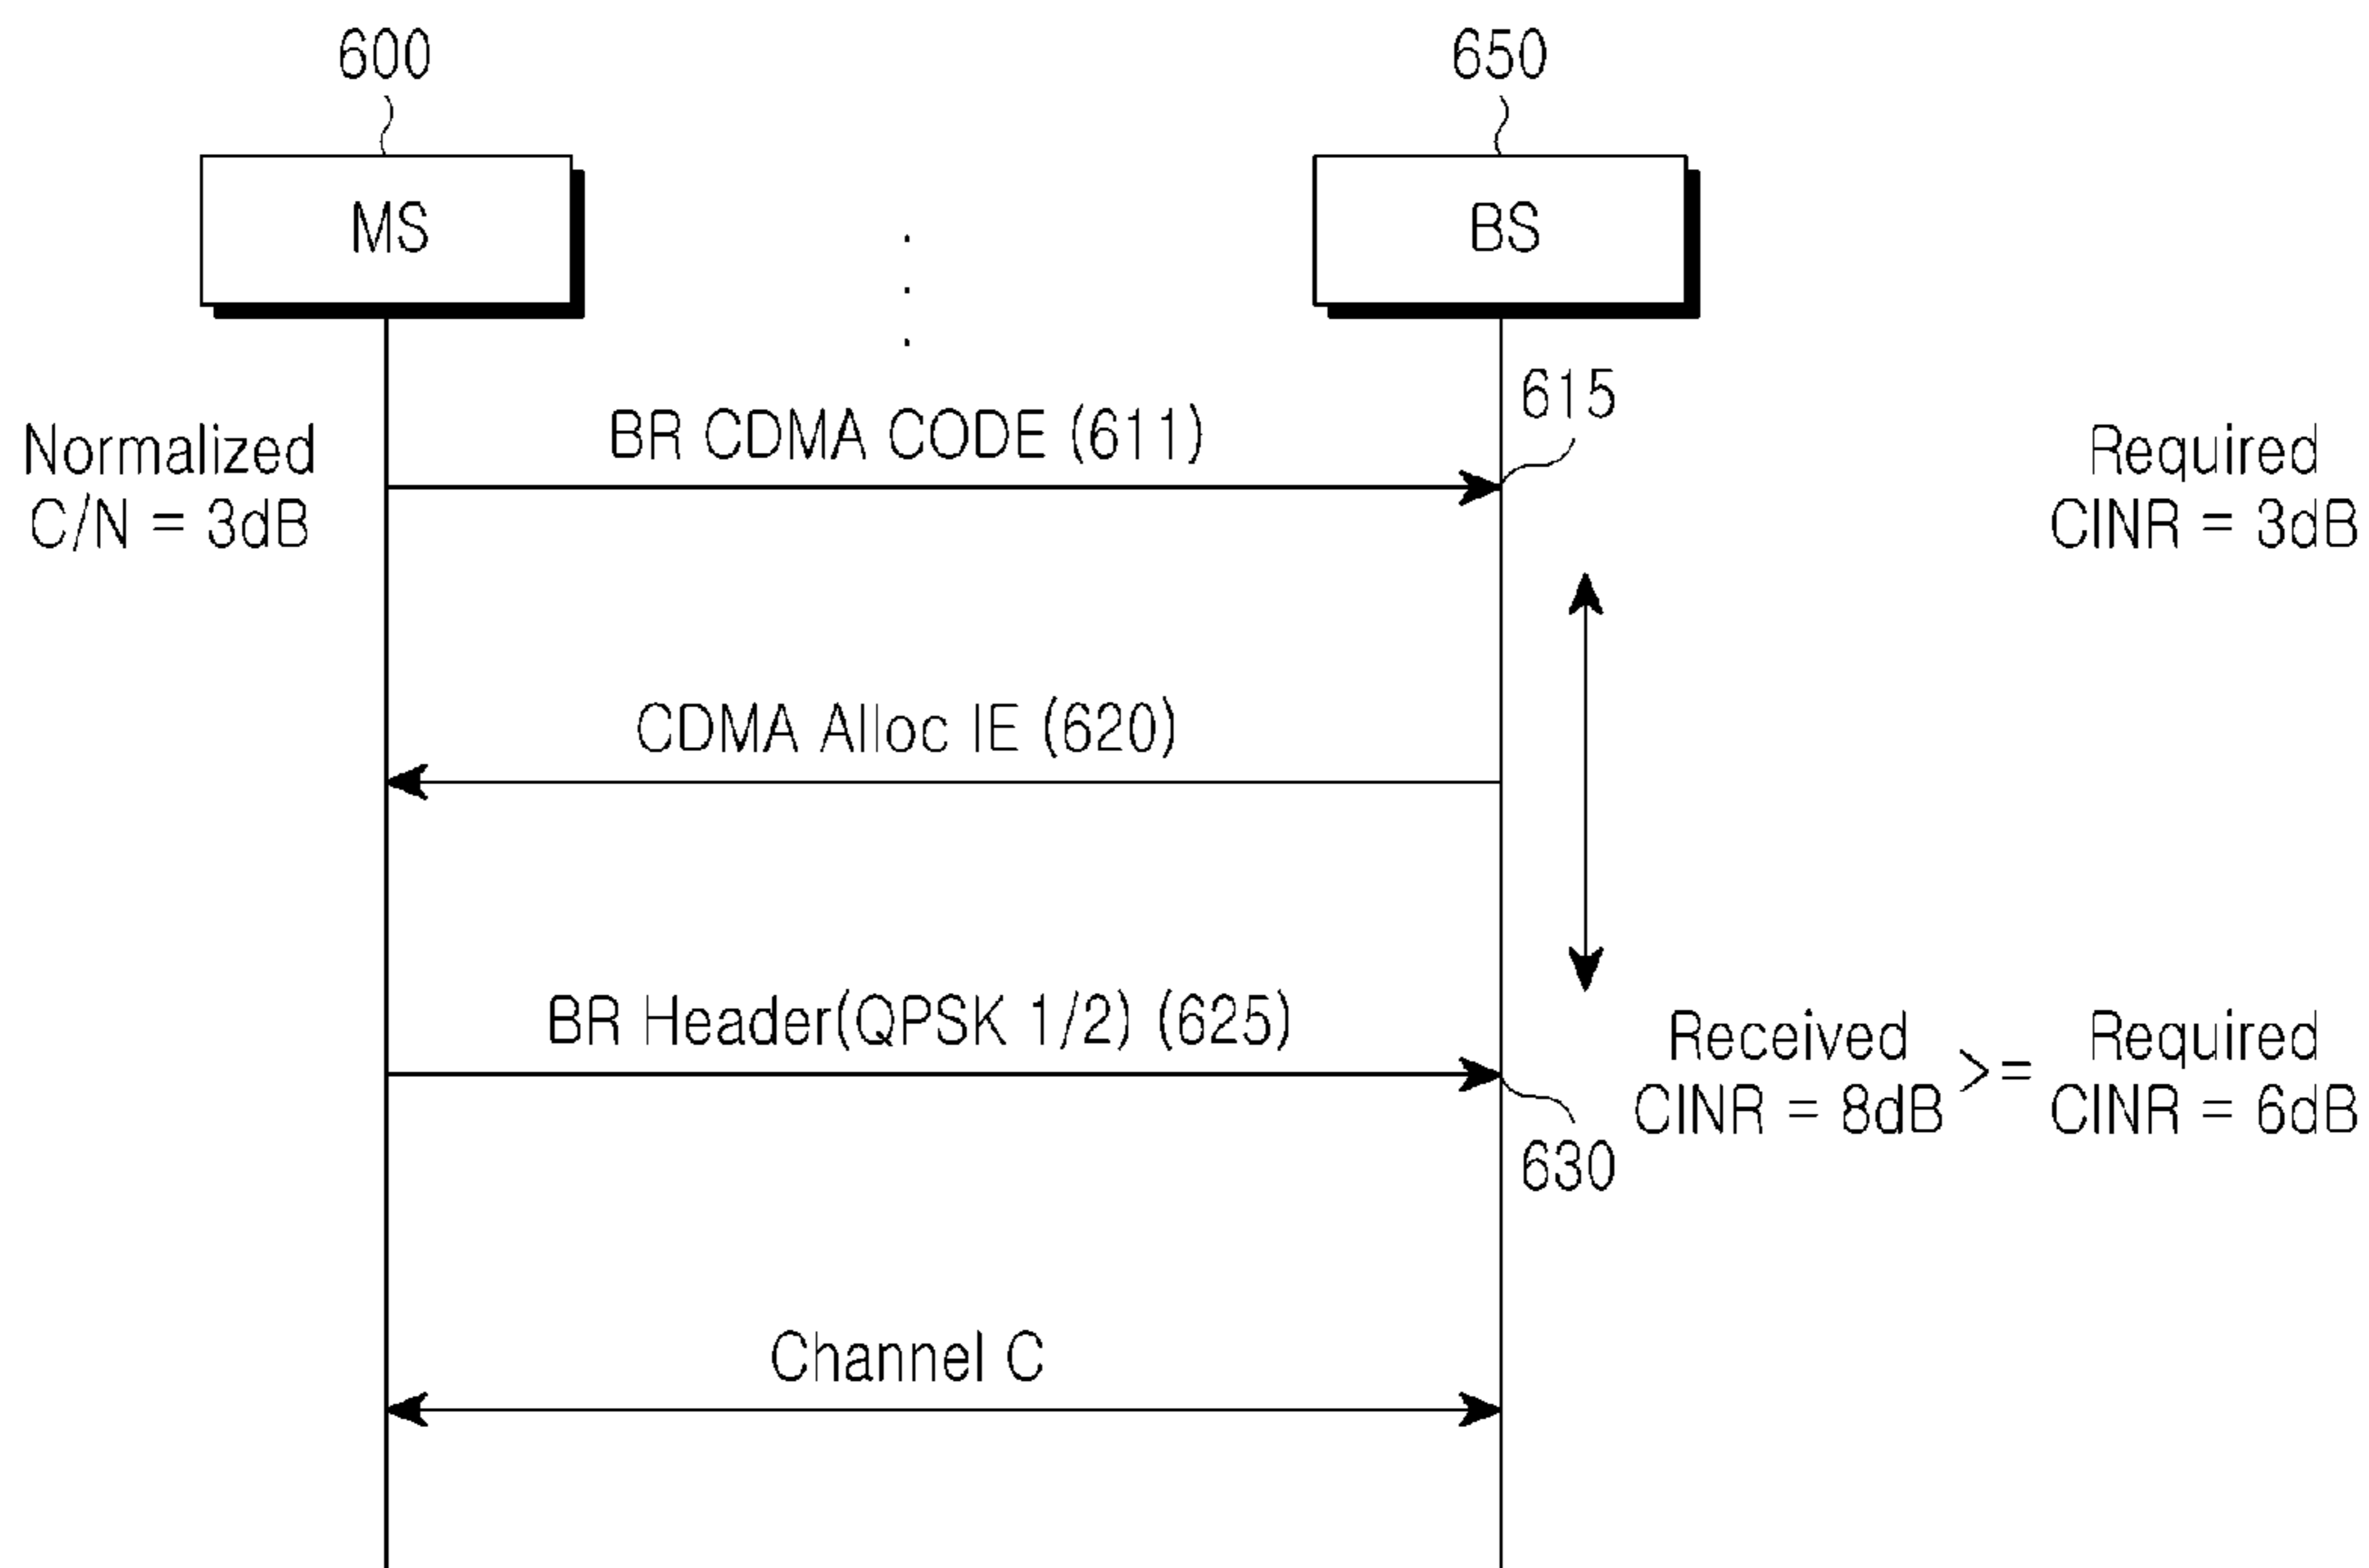 600
650
MS
BS
615
BR CDMA CODE (611)
Normalized
C/N = 3dB
Required
CINR = 3dB
CDMA Alloc IE (620)
BR Header(QPSK 1/2) (625)
Received
CINR = 8dB
>=
Required
CINR = 6dB
630
Channel C